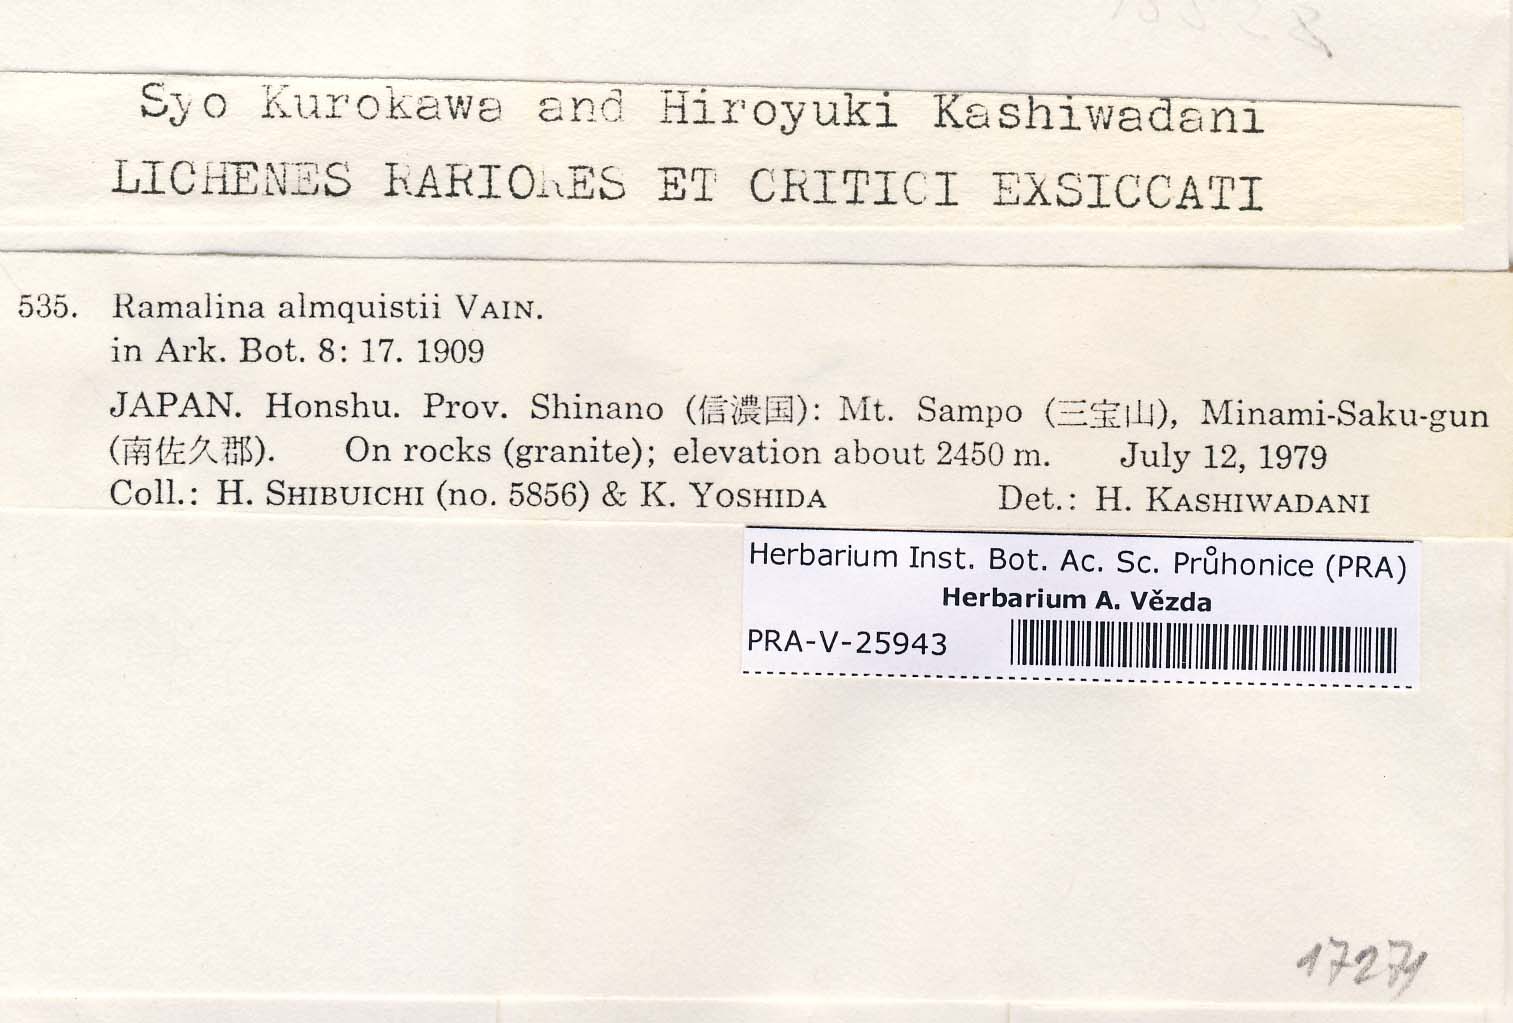 Syo Kurokawa and Hiroyuki Kashiwadani
LICHENES RARIORES ET CRITICI EXSICCATI
535. Ramalina almquistii VAIN.
in Ark. Bot. 8: 17. 1909
JAPAN. Honshu. Prov. Shinano (信濃国): Mt. Sampo (三宝山), Minami-Saku-gun
(南佐久郡). On rocks (granite); elevation about 2450 m. July 12, 1979
Coll.: H. SHIBUICHI (no. 5856) & K. YOSHIDA Det.: H. KASHIWADANI
Herbarium Inst. Bot. Ac. Sc. Průhonice (PRA)
Herbarium A. Vězda
PRA-V-25943